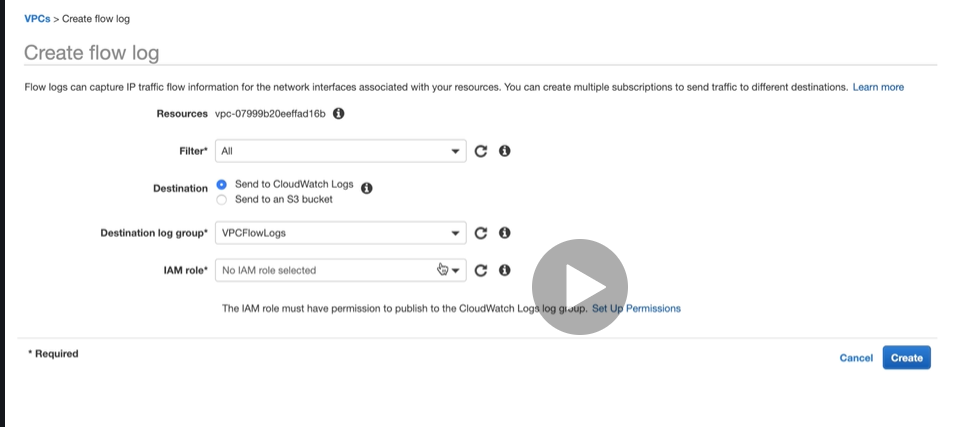 VPCs > Create flow log
Create flow log
Flow logs can capture IP traffic flow information for the network interfaces associated with your resources. You can create multiple subscriptions to send traffic to different destinations. Learn more
Resources vpc-07999b20eeffad16b
Filter* All
Destination Send to CloudWatch Logs
Send to an S3 bucket
Destination log group* VPCFlowLogs
IAM role* No IAM role selected
The IAM role must have permission to publish to the CloudWatch Logs log group. Set Up Permissions
* Required
Cancel Create